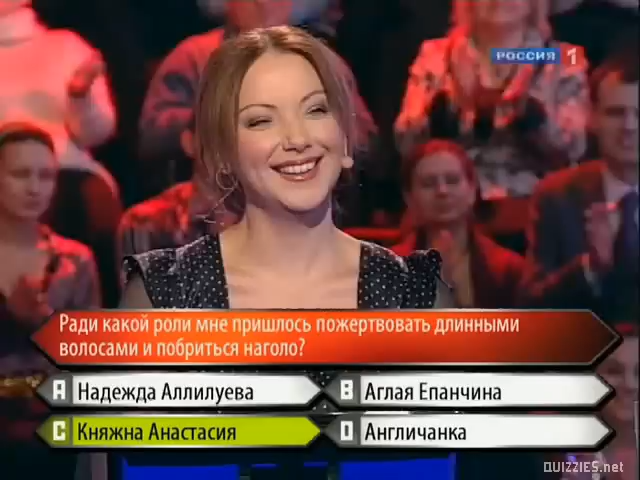 РОССИЯ 1
Ради какой роли мне пришлось пожертвовать длинными
волосами и побриться наголо?
A Надежда Аллилуева
B Аглая Епанчина
C Княжна Анастасия
D Англичанка
QUIZZIES.net